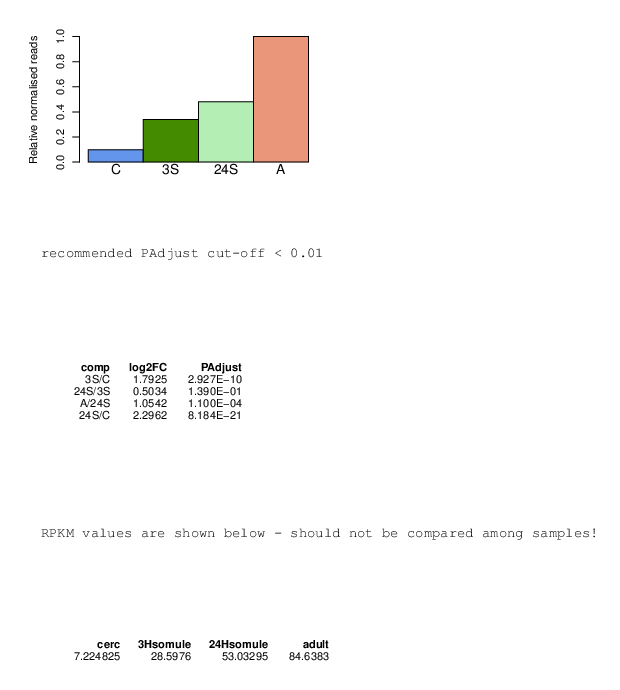 Relative normalised reads
1.0
0.8
0.6
0.4
0.2
0.0
C 3S 24S A
recommended PAdjust cut-off < 0.01
comp log2FC PAdjust
3S/C 1.7925 2.927E−10
24S/3S 0.5034 1.390E−01
A/24S 1.0542 1.100E−04
24S/C 2.2962 8.184E−21
RPKM values are shown below - should not be compared among samples!
cerc 3Hsomule 24Hsomule adult
7.224825 28.5976 53.03295 84.6383